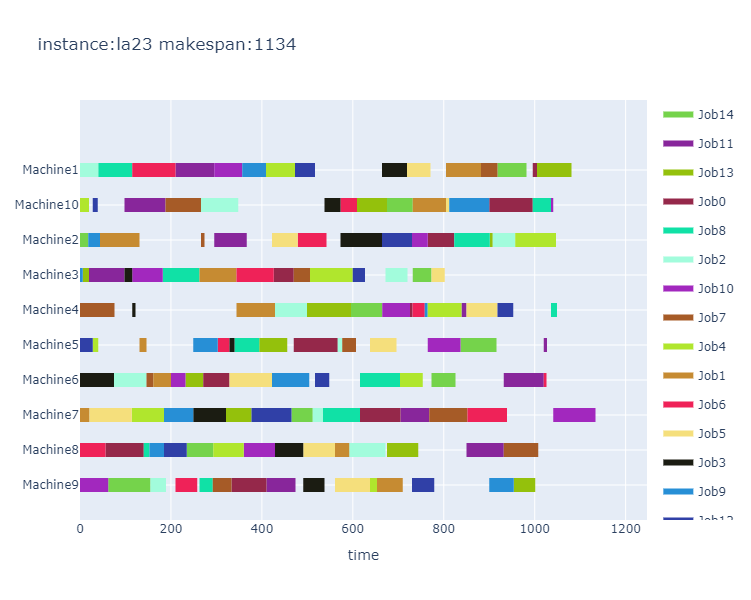 instance:la23 makespan:1134
Machine1
Machine10
Machine2
Machine3
Machine4
Machine5
Machine6
Machine7
Machine8
Machine9
0 200 400 600 800 1000 1200
time
Job14
Job11
Job13
Job0
Job8
Job2
Job10
Job7
Job4
Job1
Job6
Job5
Job3
Job9
Job12